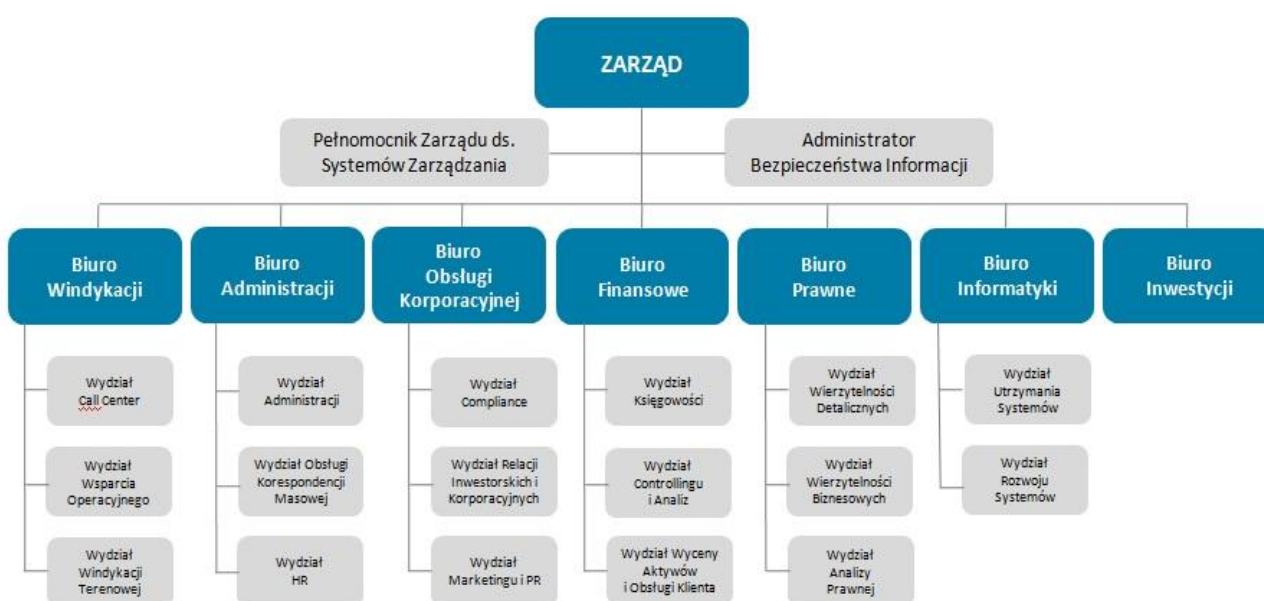 ZARZĄD
Pełnomocnik Zarządu ds.
Systemów Zarządzania
Administrator
Bezpieczeństwa Informacji
Biuro
Windykacji
Biuro
Administracji
Biuro
Obsługi
Korporacyjnej
Biuro
Finansowe
Biuro
Prawne
Biuro
Informatyki
Biuro
Inwestycji
Wydział
Call Center
Wydział
Administracji
Wydział
Compliance
Wydział
Księgowości
Wydział
Wierzytelności
Detalicznych
Wydział
Utrzymania
Systemów
Wydział
Wsparcia
Operacyjnego
Wydział Obsługi
Korespondencji
Masowej
Wydział Relacji
Inwestorskich i
Korporacyjnych
Wydział
Controllingu
i Analiz
Wydział
Wierzytelności
Biznesowych
Wydział
Rozwoju
Systemów
Wydział
Windykacji
Terenowej
Wydział
HR
Wydział
Marketingu i PR
Wydział Wyceny
Aktywów
i Obsługi Klienta
Wydział
Analizy
Prawnej